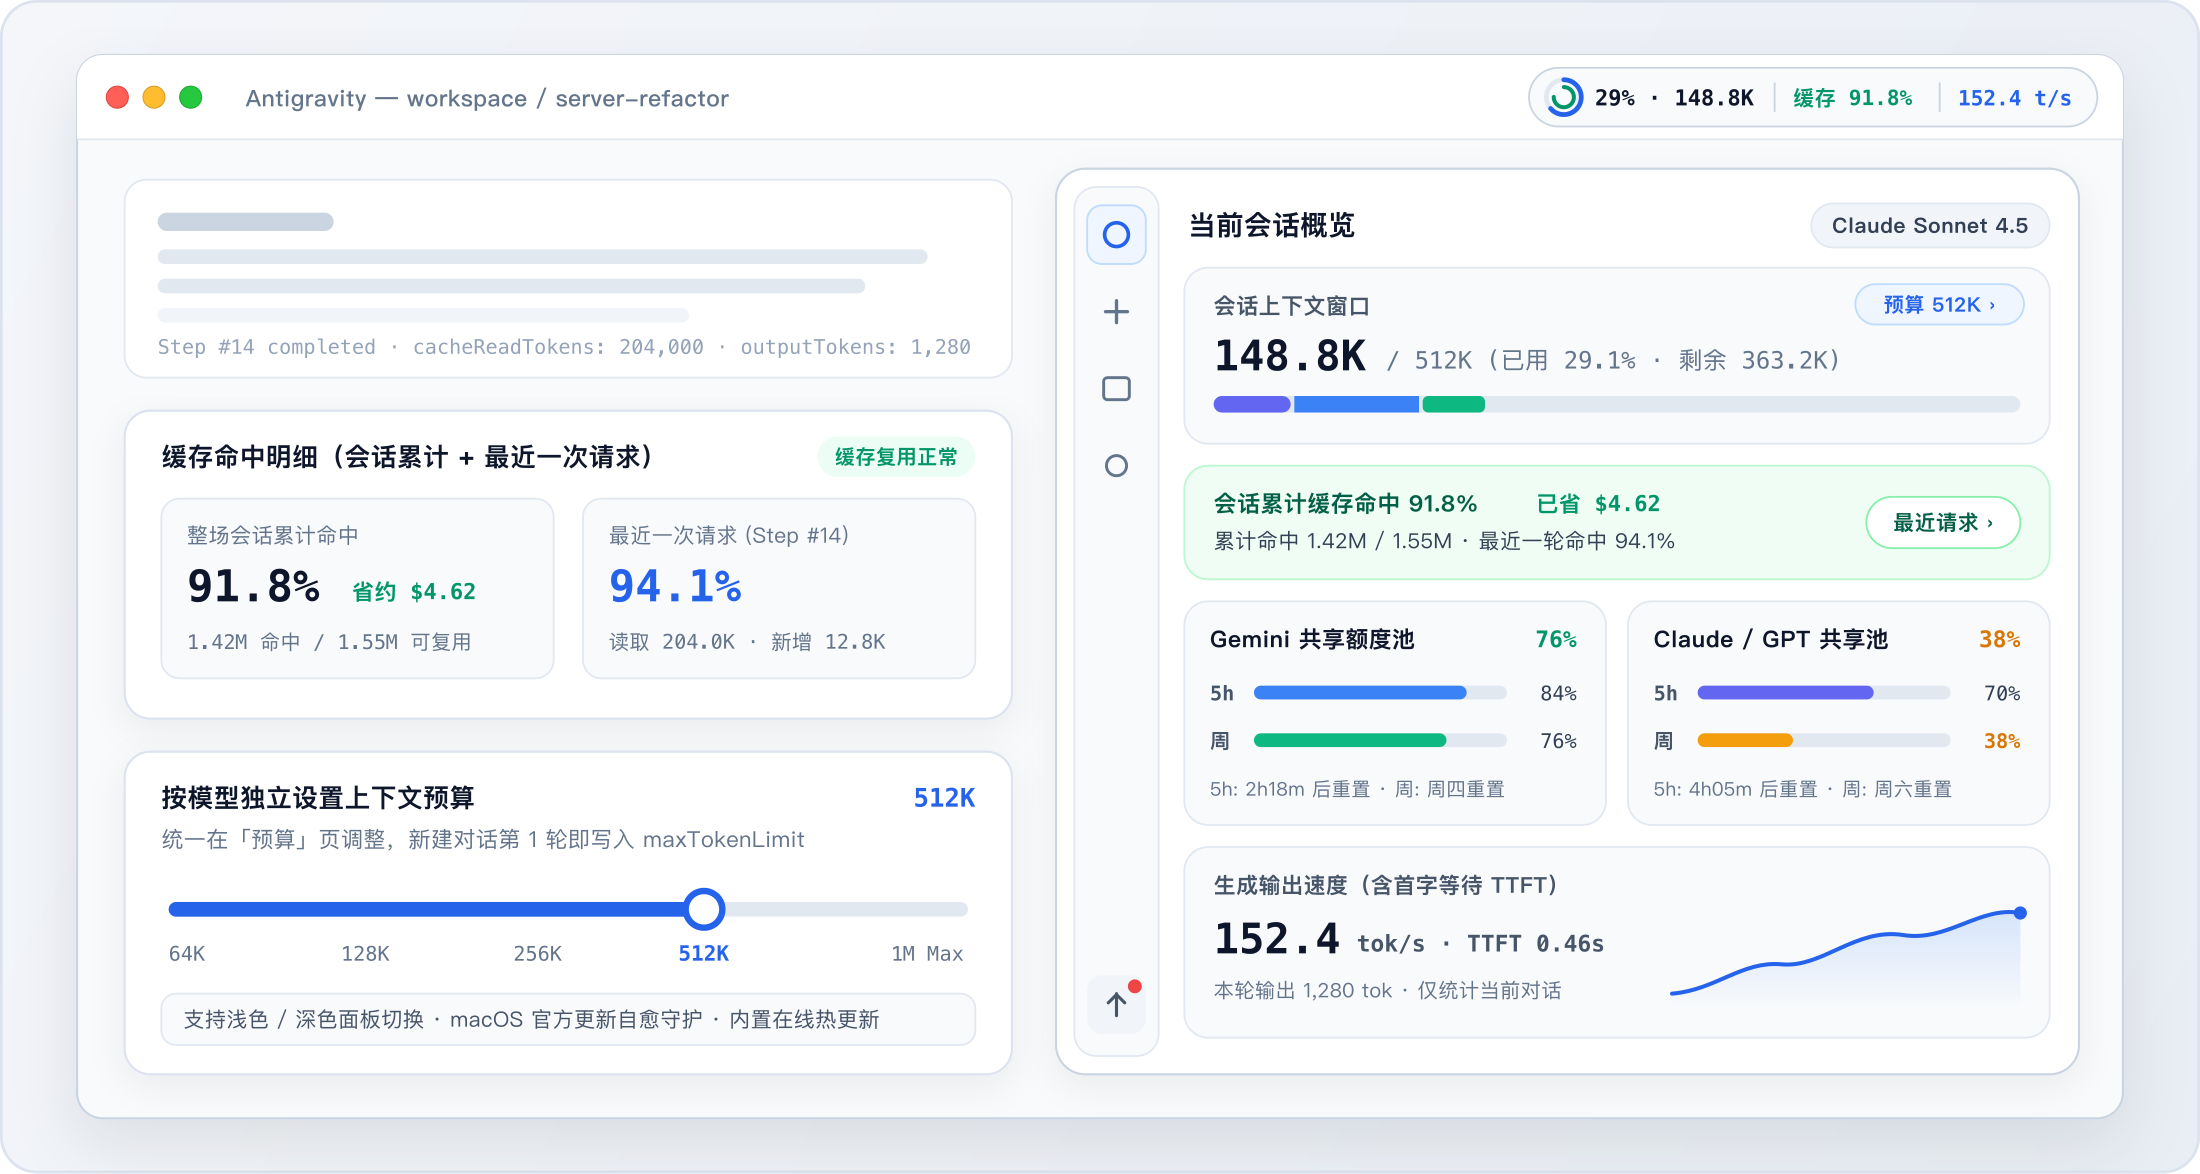 Antigravity — workspace / server-refactor
29% · 148.8K
缓存 91.8%
152.4 t/s
Step #14 completed · cacheReadTokens: 204,000 · outputTokens: 1,280
缓存命中明细（会话累计 + 最近一次请求）
缓存复用正常
整场会话累计命中
91.8% 省约 $4.62
1.42M 命中 / 1.55M 可复用
最近一次请求 (Step #14)
94.1%
读取 204.0K · 新增 12.8K
按模型独立设置上下文预算
512K
统一在「预算」页调整，新建对话第 1 轮即写入 maxTokenLimit
64K 128K 256K 512K 1M Max
支持浅色 / 深色面板切换 · macOS 官方更新自愈守护 · 内置在线热更新
当前会话概览
Claude Sonnet 4.5
会话上下文窗口
预算 512K ›
148.8K / 512K (已用 29.1% · 剩余 363.2K)
会话累计缓存命中 91.8% 已省 $4.62
累计命中 1.42M / 1.55M · 最近一轮命中 94.1%
最近请求 ›
Gemini 共享额度池 76%
5h 84%
周 76%
5h: 2h18m 后重置 · 周: 周四重置
Claude / GPT 共享池 38%
5h 70%
周 38%
5h: 4h05m 后重置 · 周: 周六重置
生成输出速度（含首字等待 TTFT）
152.4 tok/s · TTFT 0.46s
本轮输出 1,280 tok · 仅统计当前对话